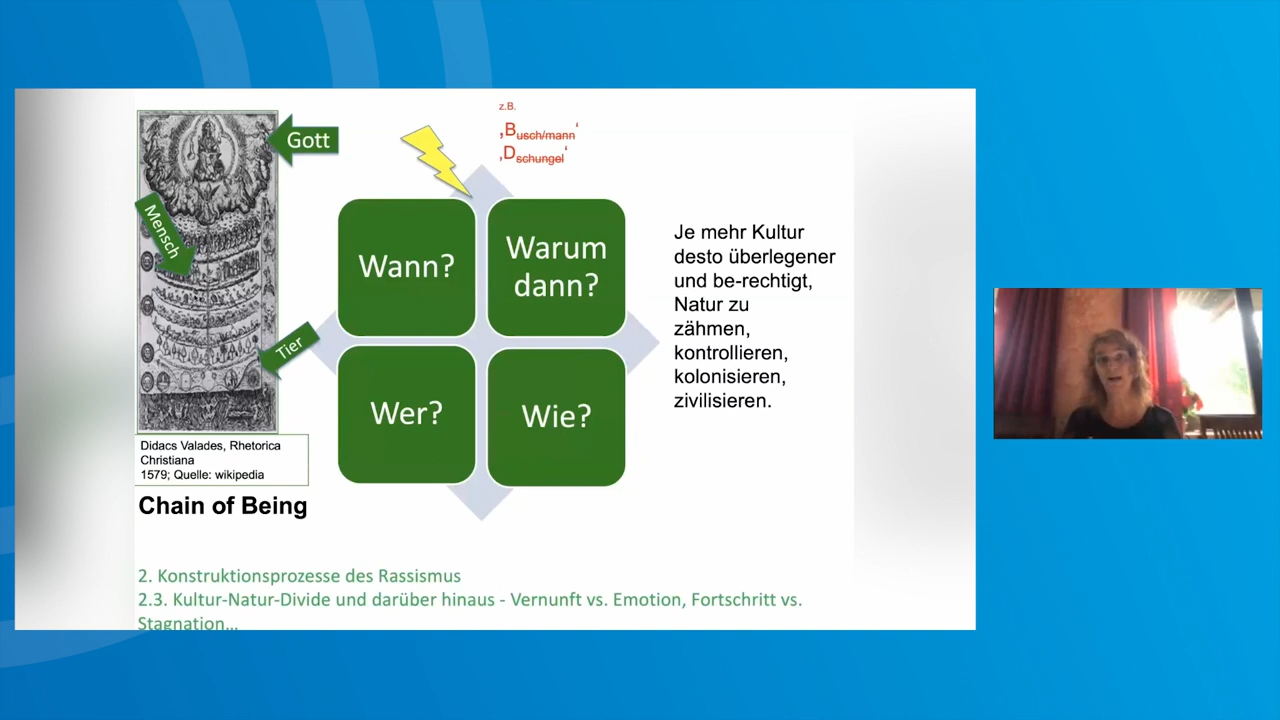 Gott
Mensch
Tier
Didacs Valades, Rhetorica
Christiana
1579; Quelle: wikipedia
Chain of Being
z.B.
‚Busch/mann‘
‚Dschungel‘
Wann?
Warum
dann?
Wer?
Wie?
Je mehr Kultur
desto überlegener
und be-rechtigt,
Natur zu
zähmen,
kontrollieren,
kolonisieren,
zivilisieren.
2. Konstruktionsprozesse des Rassismus
2.3. Kultur-Natur-Divide und darüber hinaus - Vernunft vs. Emotion, Fortschritt vs.
Stagnation...